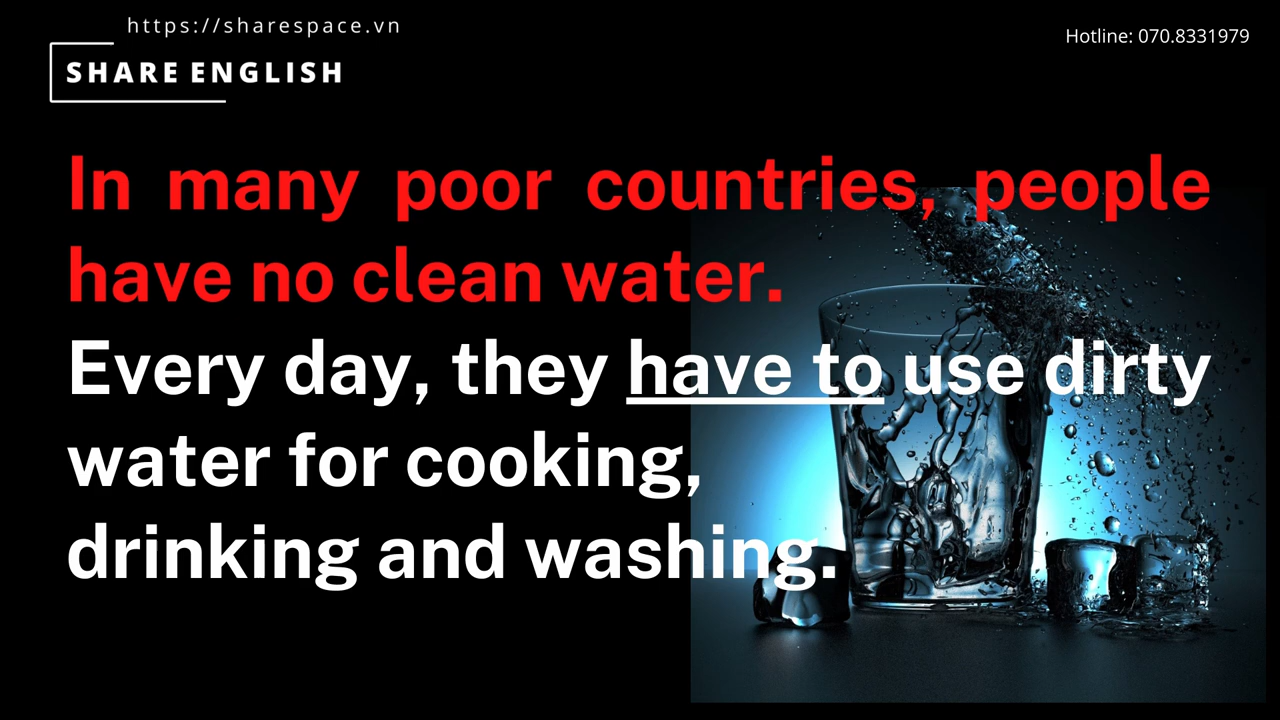 https://sharespace.vn
Hotline: 070.8331979
SHARE ENGLISH
In many poor countries, people
have no clean water.
Every day, they have to use dirty
water for cooking,
drinking and washing.